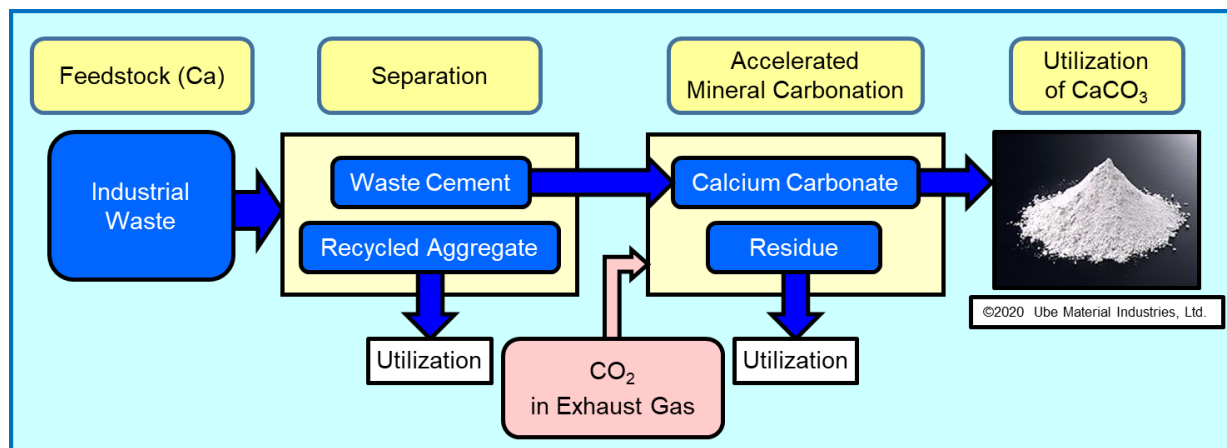 Feedstock (Ca)
Separation
Accelerated
Mineral Carbonation
Utilization
of CaCO₃
Industrial
Waste
Waste Cement
Recycled Aggregate
Calcium Carbonate
Residue
©2020 Ube Material Industries, Ltd.
Utilization
CO₂
in Exhaust Gas
Utilization